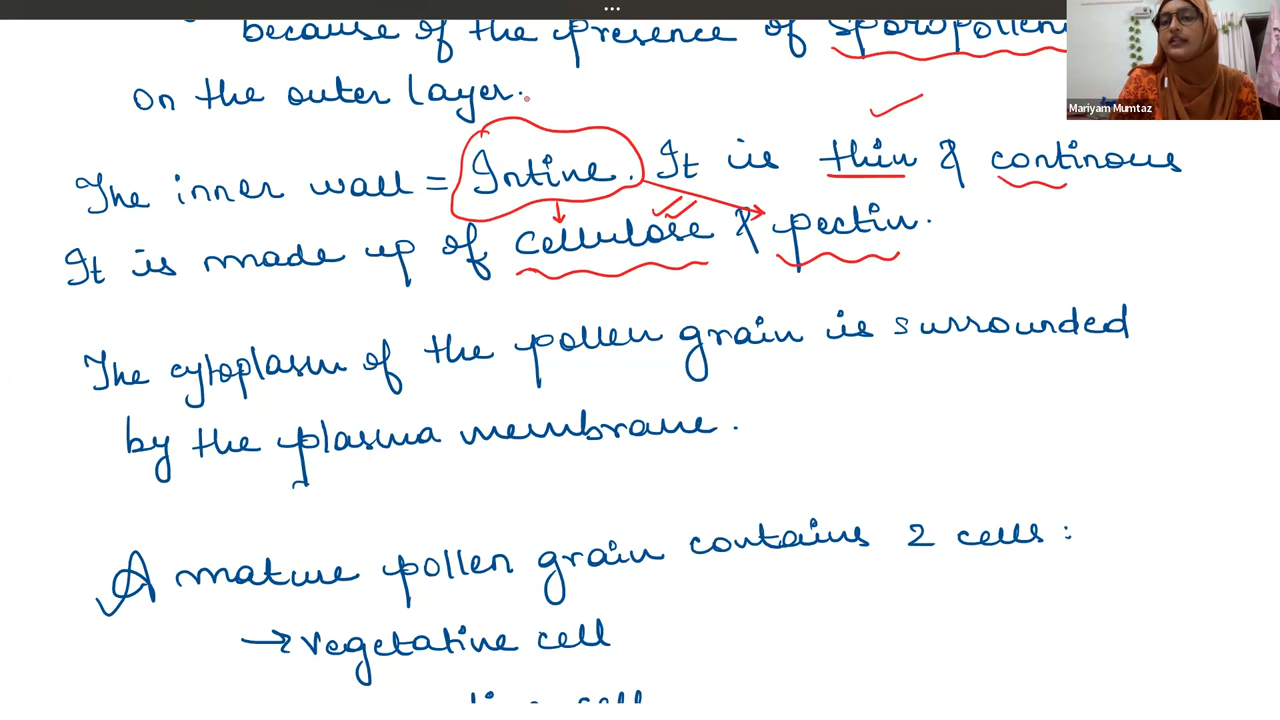 because of the presence of sporopollen
on the outer layer.
The inner wall = Intine. It is thin & continous
It is made up of cellulose & pectin.
The cytoplasm of the pollen grain is surrounded
by the plasma membrane.
A mature pollen grain contains 2 cells:
→ vegetative cell
cell
Mariyam Mumtaz